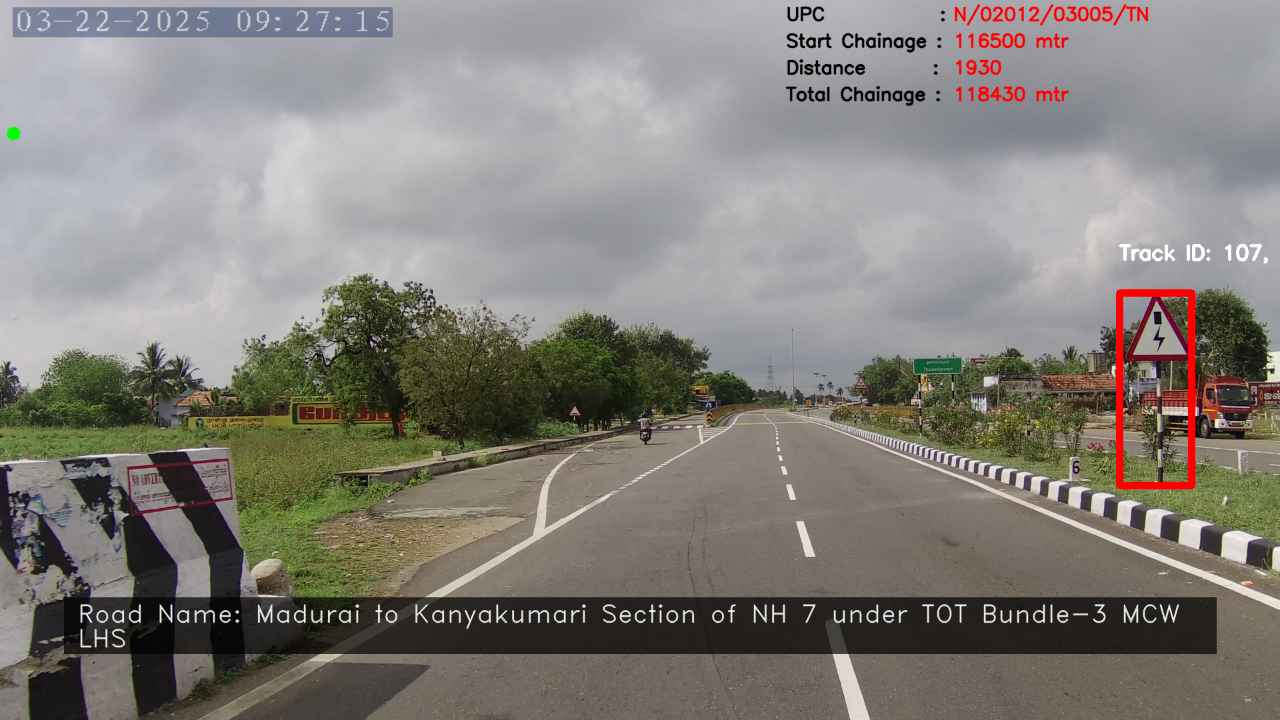 03-22-2025 09:27:15
UPC : N/02012/03005/TN
Start Chainage : 116500 mtr
Distance : 1930
Total Chainage : 118430 mtr
Track ID: 107,
6
Road Name: Madurai to Kanyakumari Section of NH 7 under TOT Bundle-3 MCW
LHS